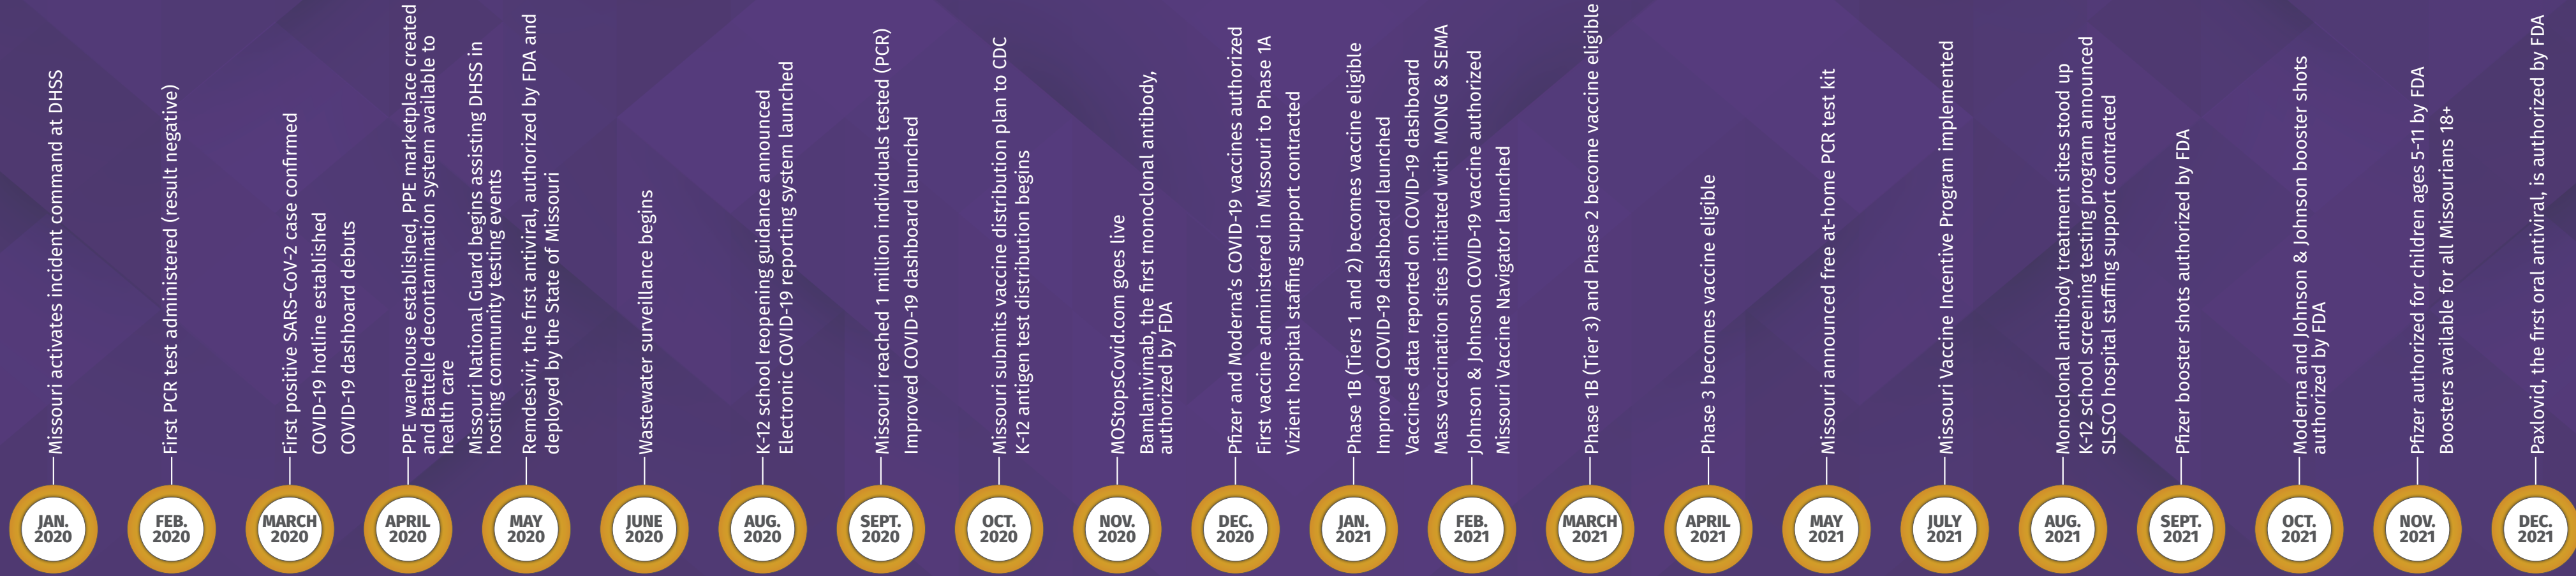 Missouri activates incident command at DHSS
JAN.
2020
First PCR test administered (result negative)
FEB.
2020
First positive SARS-CoV-2 case confirmed
COVID-19 hotline established
COVID-19 dashboard debuts
MARCH
2020
PPE warehouse established, PPE marketplace created
and Battelle decontamination system available to
health care
Missouri National Guard begins assisting DHSS in
hosting community testing events
APRIL
2020
Remdesivir, the first antiviral, authorized by FDA and
deployed by the State of Missouri
MAY
2020
Wastewater surveillance begins
JUNE
2020
K-12 school reopening guidance announced
Electronic COVID-19 reporting system launched
AUG.
2020
Missouri reached 1 million individuals tested (PCR)
Improved COVID-19 dashboard launched
SEPT.
2020
Missouri submits vaccine distribution plan to CDC
K-12 antigen test distribution begins
OCT.
2020
MOStopsCovid.com goes live
Bamlanivimab, the first monoclonal antibody,
authorized by FDA
NOV.
2020
Pfizer and Moderna's COVID-19 vaccines authorized
First vaccine administered in Missouri to Phase 1A
Vizient hospital staffing support contracted
DEC.
2020
Phase 1B (Tiers 1 and 2) becomes vaccine eligible
Improved COVID-19 dashboard launched
Vaccines data reported on COVID-19 dashboard
Mass vaccination sites initiated with MONG & SEMA
JAN.
2021
Johnson & Johnson COVID-19 vaccine authorized
Missouri Vaccine Navigator launched
FEB.
2021
Phase 1B (Tier 3) and Phase 2 become vaccine eligible
MARCH
2021
Phase 3 becomes vaccine eligible
APRIL
2021
Missouri announced free at-home PCR test kit
MAY
2021
Missouri Vaccine Incentive Program implemented
JULY
2021
Monoclonal antibody treatment sites stood up
K-12 school screening testing program announced
SLSCO hospital staffing support contracted
AUG.
2021
Pfizer booster shots authorized by FDA
SEPT.
2021
Moderna and Johnson & Johnson booster shots
authorized by FDA
OCT.
2021
Pfizer authorized for children ages 5-11 by FDA
Boosters available for all Missourians 18+
NOV.
2021
Paxlovid, the first oral antiviral, is authorized by FDA
DEC.
2021